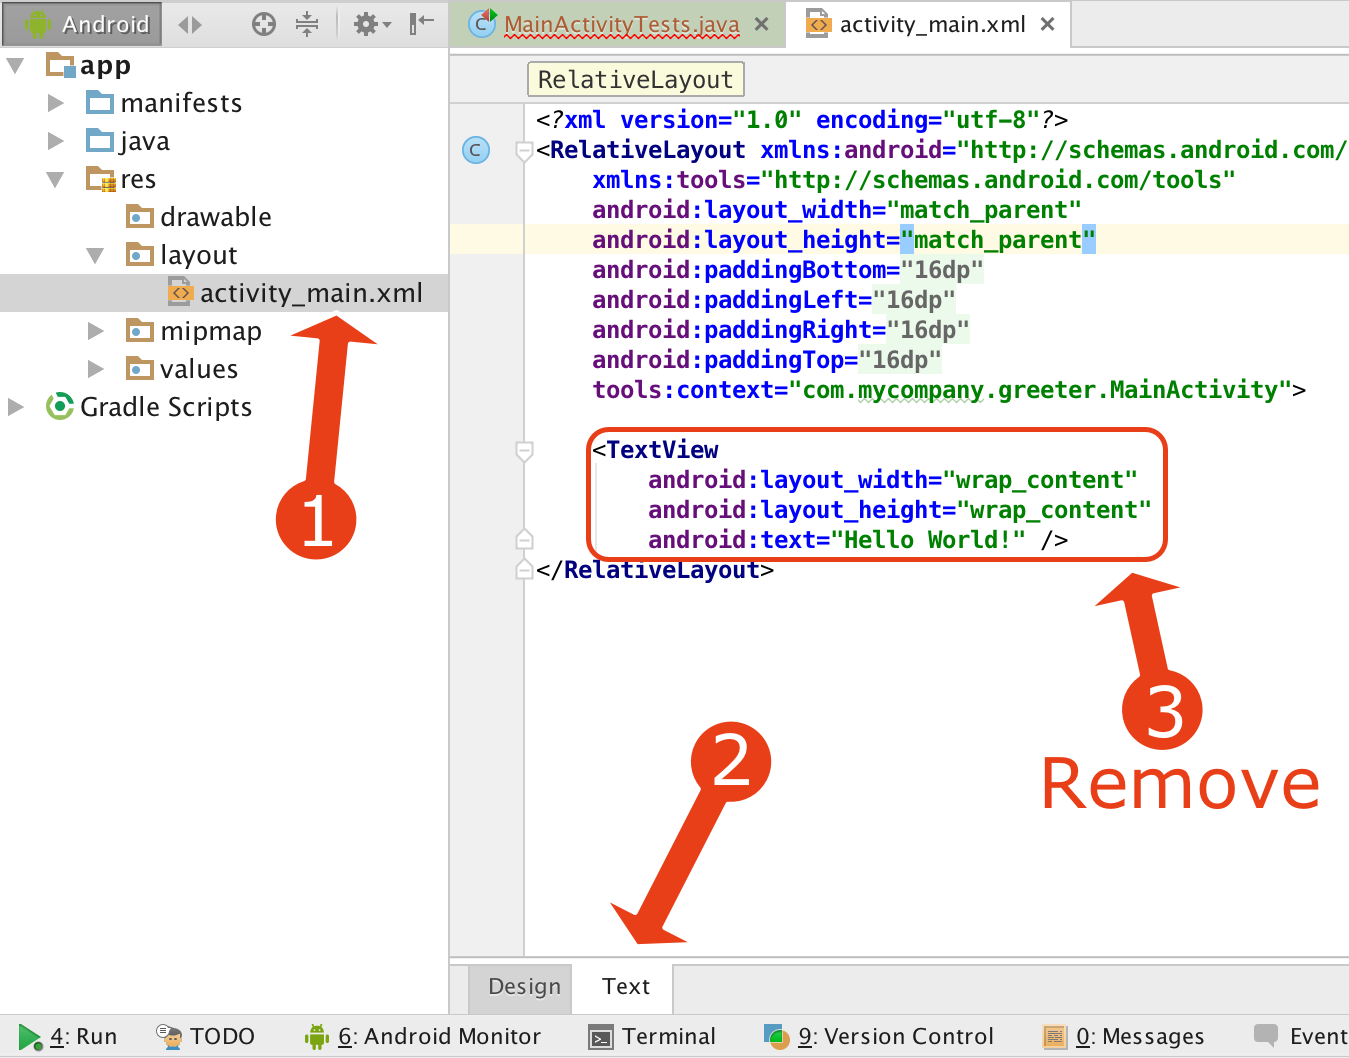 Android
MainActivityTests.java
activity_main.xml
app
manifests
java
res
drawable
layout
activity_main.xml
mipmap
values
Gradle Scripts
RelativeLayout
<?xml version="1.0" encoding="utf-8"?>
<RelativeLayout xmlns:android="http://schemas.android.com/
xmlns:tools="http://schemas.android.com/tools"
android:layout_width="match_parent"
android:layout_height="match_parent"
android:paddingBottom="16dp"
android:paddingLeft="16dp"
android:paddingRight="16dp"
android:paddingTop="16dp"
tools:context="com.mycompany.greeter.MainActivity">
<TextView
android:layout_width="wrap_content"
android:layout_height="wrap_content"
android:text="Hello World!" />
</RelativeLayout>
1
2
3
Remove
Design
Text
4: Run
TODO
6: Android Monitor
Terminal
9: Version Control
0: Messages
Event